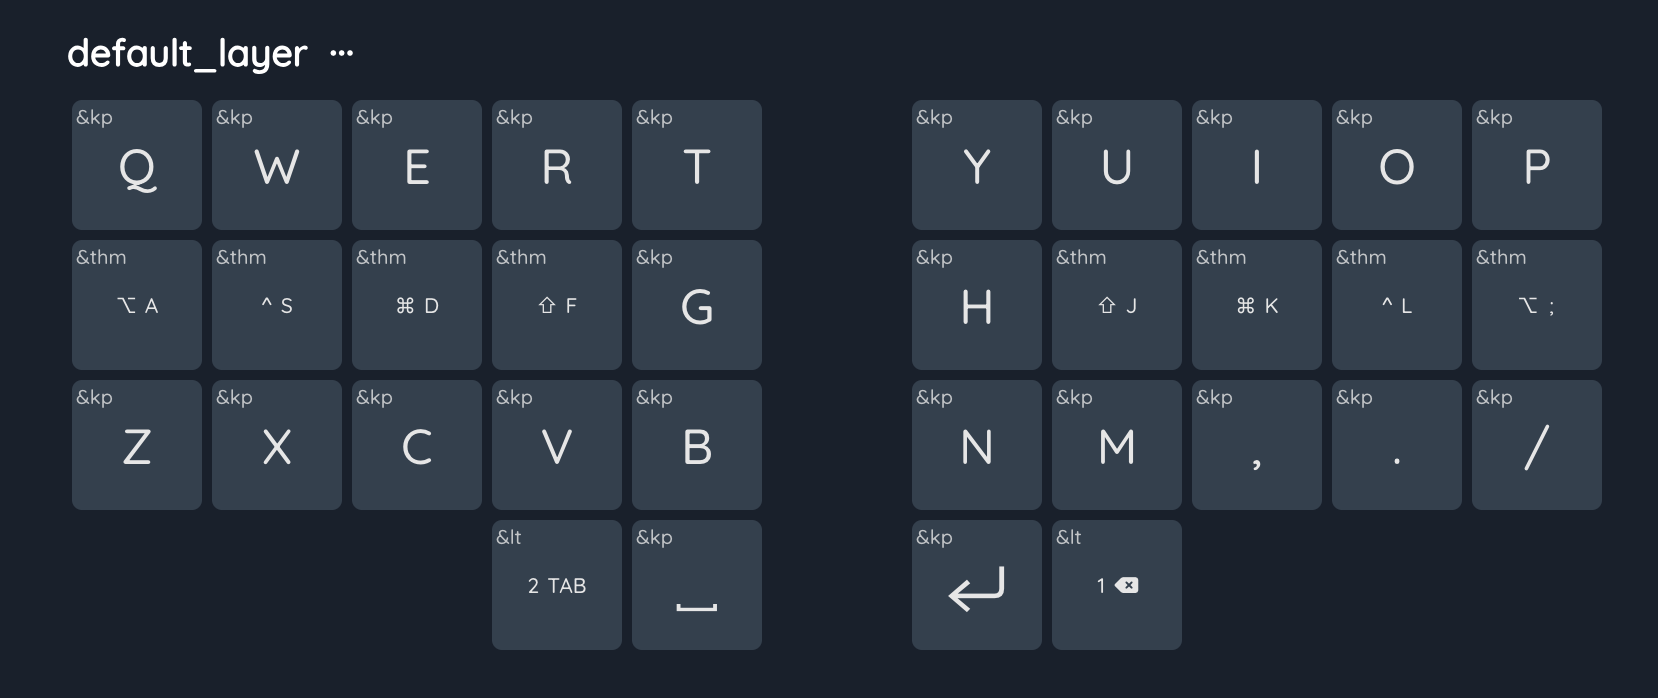 default_layer ···
&kp &kp &kp &kp &kp &kp &kp &kp &kp &kp
Q W E R T Y U I O P
&thm &thm &thm &thm &kp &kp &thm &thm &thm &thm
⌥ A ^ S ⌘ D ⇧ F G H ⇧ J ⌘ K ^ L ⌥ ;
&kp &kp &kp &kp &kp &kp &kp &kp &kp &kp
Z X C V B N M , . /
&lt &kp &kp &lt
2 TAB ⎵ ↵ 1 ⌫